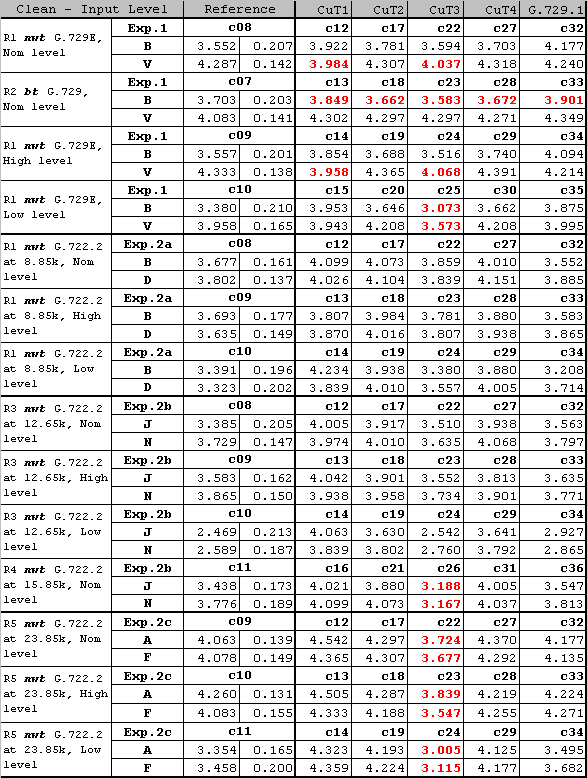 Clean - Input Level Reference CuT1 CuT2 CuT3 CuT4 G.729.1
R1 nwt G.729E, Nom level Exp.1 c08 c12 c17 c22 c27 c32
B 3.552 0.207 3.922 3.781 3.594 3.703 4.177
V 4.287 0.142 3.984 4.307 4.037 4.318 4.240
R2 bt G.729, Nom level Exp.1 c07 c13 c18 c23 c28 c33
B 3.703 0.203 3.849 3.662 3.583 3.672 3.901
V 4.083 0.141 4.302 4.297 4.297 4.271 4.349
R1 nwt G.729E, High level Exp.1 c09 c14 c19 c24 c29 c34
B 3.557 0.201 3.854 3.688 3.516 3.740 4.094
V 4.333 0.138 3.958 4.365 4.068 4.391 4.214
R1 nwt G.729E, Low level Exp.1 c10 c15 c20 c25 c30 c35
B 3.380 0.210 3.953 3.646 3.073 3.662 3.875
V 3.958 0.165 3.943 4.208 3.573 4.208 3.995
R1 nwt G.722.2 at 8.85k, Nom level Exp.2a c08 c12 c17 c22 c27 c32
B 3.677 0.161 4.099 4.073 3.859 4.010 3.552
D 3.802 0.137 4.026 4.104 3.839 4.151 3.885
R1 nwt G.722.2 at 8.85k, High level Exp.2a c09 c13 c18 c23 c28 c33
B 3.693 0.177 3.807 3.984 3.781 3.880 3.583
D 3.635 0.149 3.870 4.016 3.807 3.938 3.865
R1 nwt G.722.2 at 8.85k, Low level Exp.2a c10 c14 c19 c24 c29 c34
B 3.391 0.196 4.234 3.938 3.380 3.880 3.208
D 3.323 0.202 3.839 4.010 3.557 4.005 3.714
R3 nwt G.722.2 at 12.65k, Nom level Exp.2b c08 c12 c17 c22 c27 c32
J 3.385 0.205 4.005 3.917 3.510 3.938 3.563
N 3.729 0.147 3.974 4.010 3.635 4.068 3.797
R3 nwt G.722.2 at 12.65k, High level Exp.2b c09 c13 c18 c23 c28 c33
J 3.583 0.162 4.042 3.901 3.552 3.813 3.635
N 3.865 0.150 3.938 3.958 3.734 3.901 3.771
R3 nwt G.722.2 at 12.65k, Low level Exp.2b c10 c14 c19 c24 c29 c34
J 2.469 0.213 4.063 3.630 2.542 3.641 2.927
N 2.589 0.187 3.839 3.802 2.760 3.792 2.865
R4 nwt G.722.2 at 15.85k, Nom level Exp.2b c11 c16 c21 c26 c31 c36
J 3.438 0.173 4.021 3.880 3.188 4.005 3.547
N 3.776 0.189 4.099 4.073 3.167 4.037 3.813
R5 nwt G.722.2 at 23.85k, Nom level Exp.2c c09 c12 c17 c22 c27 c32
A 4.063 0.139 4.542 4.297 3.724 4.370 4.177
F 4.078 0.149 4.365 4.307 3.677 4.292 4.135
R5 nwt G.722.2 at 23.85k, High level Exp.2c c10 c13 c18 c23 c28 c33
A 4.260 0.131 4.505 4.287 3.839 4.219 4.224
F 4.083 0.155 4.333 4.188 3.547 4.255 4.271
R5 nwt G.722.2 at 23.85k, Low level Exp.2c c11 c14 c19 c24 c29 c34
A 3.354 0.165 4.323 4.193 3.005 4.125 3.495
F 3.458 0.200 4.359 4.224 3.115 4.177 3.682